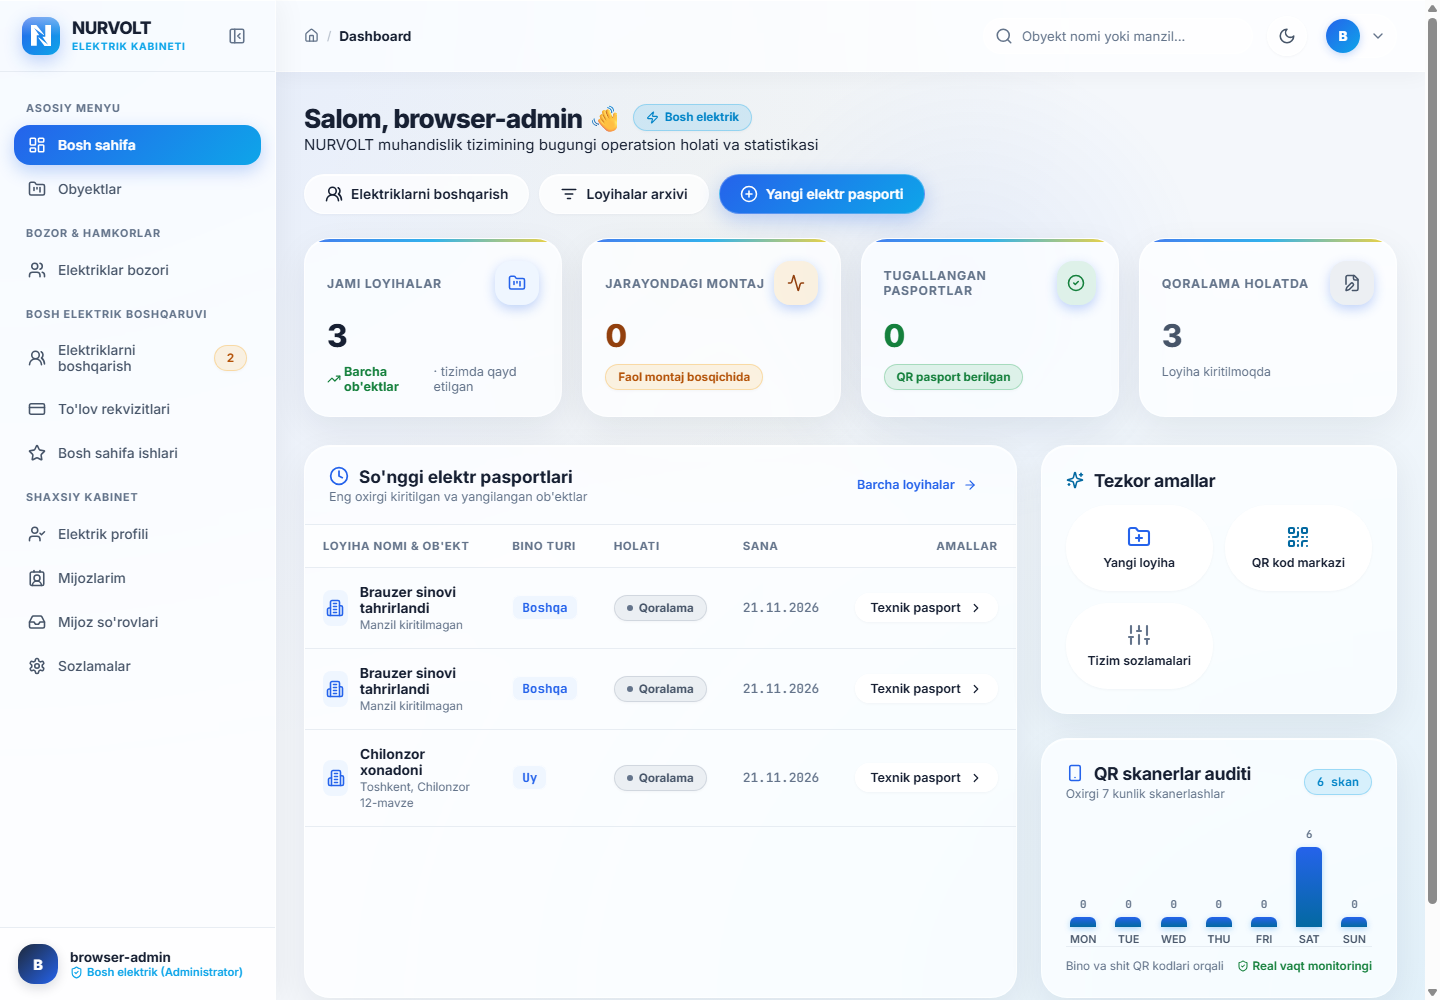 NURVOLT
ELEKTRIK KABINETI
ASOSIY MENYU
Bosh sahifa
Obyektlar
BOZOR & HAMKORLAR
Elektriklar bozori
BOSH ELEKTRIK BOSHQARUVI
Elektriklarni
boshqarish
2
To'lov rekvizitlari
Bosh sahifa ishlari
SHAXSIY KABINET
Elektrik profili
Mijozlarim
Mijoz so'rovlari
Sozlamalar
B
browser-admin
Bosh elektrik (Administrator)
/ Dashboard
Obyekt nomi yoki manzil...
B
Salom, browser-admin 👋
Bosh elektrik
NURVOLT muhandislik tizimining bugungi operatsion holati va statistikasi
Elektriklarni boshqarish
Loyihalar arxivi
Yangi elektr pasporti
JAMI LOYIHALAR
3
Barcha
ob'ektlar
· tizimda qayd
etilgan
JARAYONDAGI MONTAJ
0
Faol montaj bosqichida
TUGALLANGAN
PASPORTLAR
0
QR pasport berilgan
QORALAMA HOLATDA
3
Loyiha kiritilmoqda
So'nggi elektr pasportlari
Eng oxirgi kiritilgan va yangilangan ob'ektlar
Barcha loyihalar
LOYIHA NOMI & OB'EKT BINO TURI HOLATI SANA AMALLAR
Brauzer sinovi
tahrirlandi
Manzil kiritilmagan
Boshqa
Qoralama
21.11.2026
Texnik pasport
Brauzer sinovi
tahrirlandi
Manzil kiritilmagan
Boshqa
Qoralama
21.11.2026
Texnik pasport
Chilonzor
xonadoni
Toshkent, Chilonzor
12-mavze
Uy
Qoralama
21.11.2026
Texnik pasport
Tezkor amallar
Yangi loyiha
QR kod markazi
Tizim sozlamalari
QR skanerlar auditi
Oxirgi 7 kunlik skanerlashlar
6 skan
0 0 0 0 0 6 0
MON TUE WED THU FRI SAT SUN
Bino va shit QR kodlari orqali
Real vaqt monitoringi